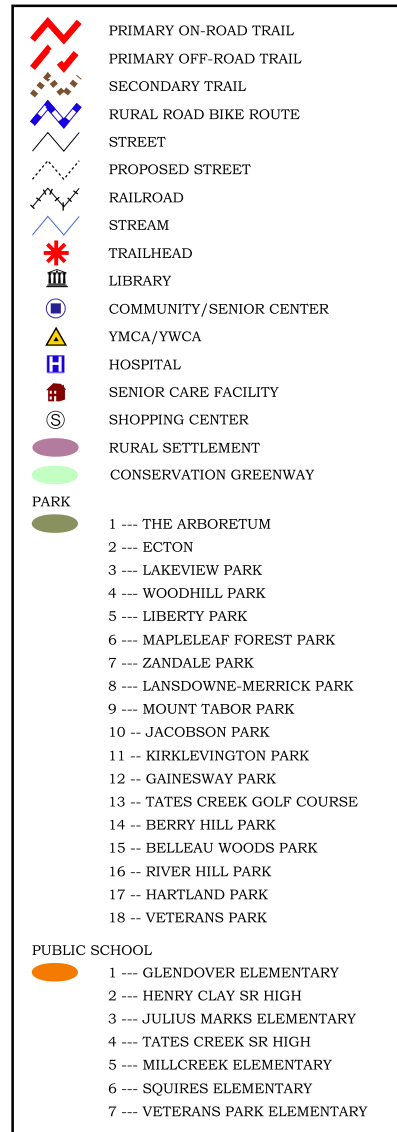 PRIMARY ON-ROAD TRAIL
PRIMARY OFF-ROAD TRAIL
SECONDARY TRAIL
RURAL ROAD BIKE ROUTE
STREET
PROPOSED STREET
RAILROAD
STREAM
TRAILHEAD
LIBRARY
COMMUNITY/SENIOR CENTER
YMCA/YWCA
H HOSPITAL
SENIOR CARE FACILITY
S SHOPPING CENTER
RURAL SETTLEMENT
CONSERVATION GREENWAY
PARK
1 --- THE ARBORETUM
2 --- ECTON
3 --- LAKEVIEW PARK
4 --- WOODHILL PARK
5 --- LIBERTY PARK
6 --- MAPLELEAF FOREST PARK
7 --- ZANDALE PARK
8 --- LANSDOWNE-MERRICK PARK
9 --- MOUNT TABOR PARK
10 -- JACOBSON PARK
11 -- KIRKLEVINGTON PARK
12 -- GAINESWAY PARK
13 -- TATES CREEK GOLF COURSE
14 -- BERRY HILL PARK
15 -- BELLEAU WOODS PARK
16 -- RIVER HILL PARK
17 -- HARTLAND PARK
18 -- VETERANS PARK
PUBLIC SCHOOL
1 --- GLENDOVER ELEMENTARY
2 --- HENRY CLAY SR HIGH
3 --- JULIUS MARKS ELEMENTARY
4 --- TATES CREEK SR HIGH
5 --- MILLCREEK ELEMENTARY
6 --- SQUIRES ELEMENTARY
7 --- VETERANS PARK ELEMENTARY